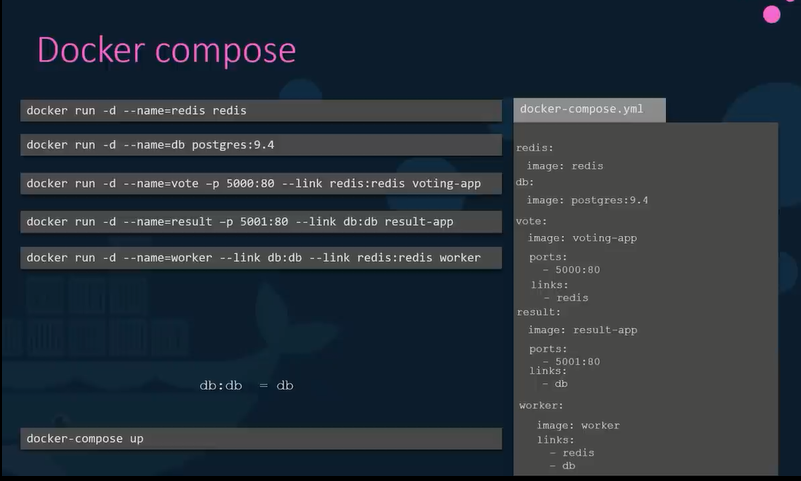 Docker compose
docker run -d --name=redis redis
docker run -d --name=db postgres:9.4
docker run -d --name=vote –p 5000:80 --link redis:redis voting-app
docker run -d --name=result –p 5001:80 --link db:db result-app
docker run -d --name=worker --link db:db --link redis:redis worker
db:db = db
docker-compose up
docker-compose.yml
redis:
image: redis
db:
image: postgres:9.4
vote:
image: voting-app
ports:
- 5000:80
links:
- redis
result:
image: result-app
ports:
- 5001:80
links:
- db
worker:
image: worker
links:
- redis
- db